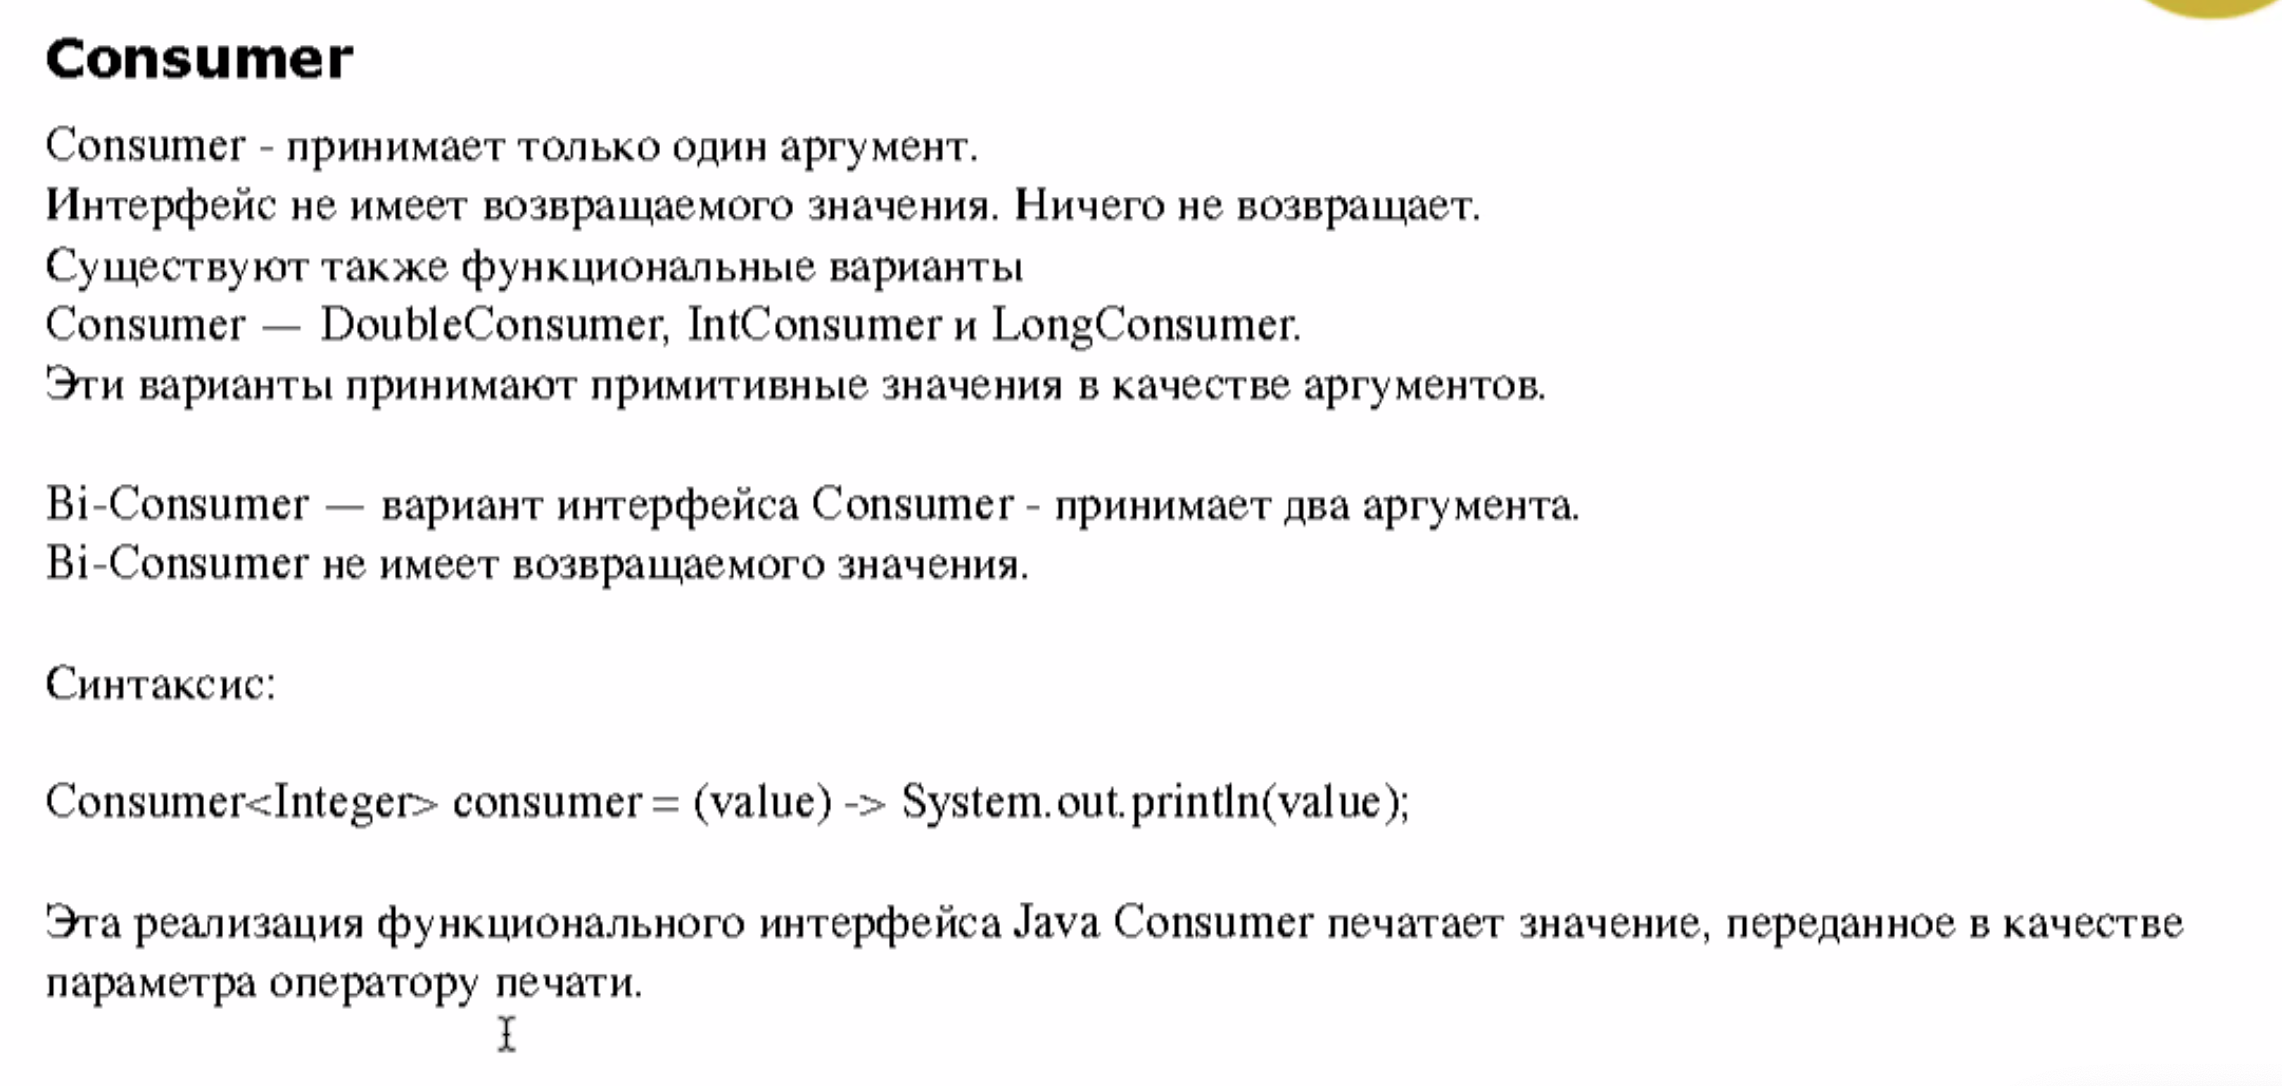 Consumer
Consumer - принимает только один аргумент.
Интерфейс не имеет возвращаемого значения. Ничего не возвращает.
Существуют также функциональные варианты
Consumer — DoubleConsumer, IntConsumer и LongConsumer.
Эти варианты принимают примитивные значения в качестве аргументов.
Bi-Consumer — вариант интерфейса Consumer - принимает два аргумента.
Bi-Consumer не имеет возвращаемого значения.
Синтаксис:
Consumer<Integer> consumer = (value) -> System.out.println(value);
Эта реализация функционального интерфейса Java Consumer печатает значение, переданное в качестве
параметра оператору печати.